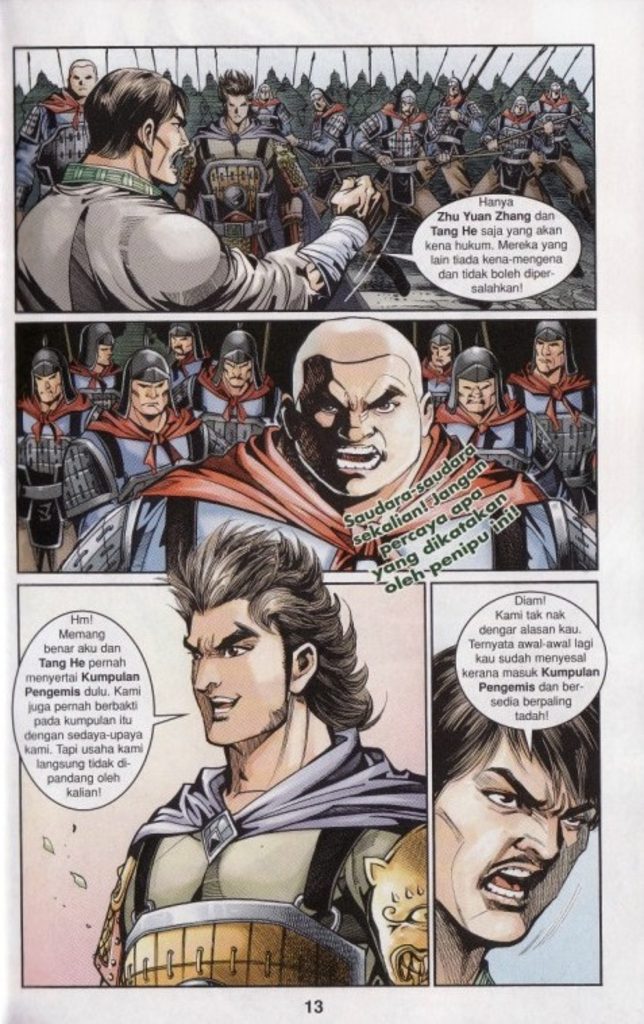 Hanya
Zhu Yuan Zhang dan
Tang He saja yang akan
kena hukum. Mereka yang
lain tiada kena-mengena
dan tidak boleh diper-
salahkan!
Saudara-saudara
sekalian! Jangan
percaya apa
yang dikatakan
oleh penipu ini!
Hm!
Memang
benar aku dan
Tang He pernah
menyertai Kumpulan
Pengemis dulu. Kami
juga pernah berbakti
pada kumpulan itu
dengan sedaya-upaya
kami. Tapi usaha kami
langsung tidak di-
pandang oleh
kalian!
Diam!
Kami tak nak
dengar alasan kau.
Ternyata awal-awal lagi
kau sudah menyesal
kerana masuk Kumpulan
Pengemis dan ber-
sedia berpaling
tadah!
13